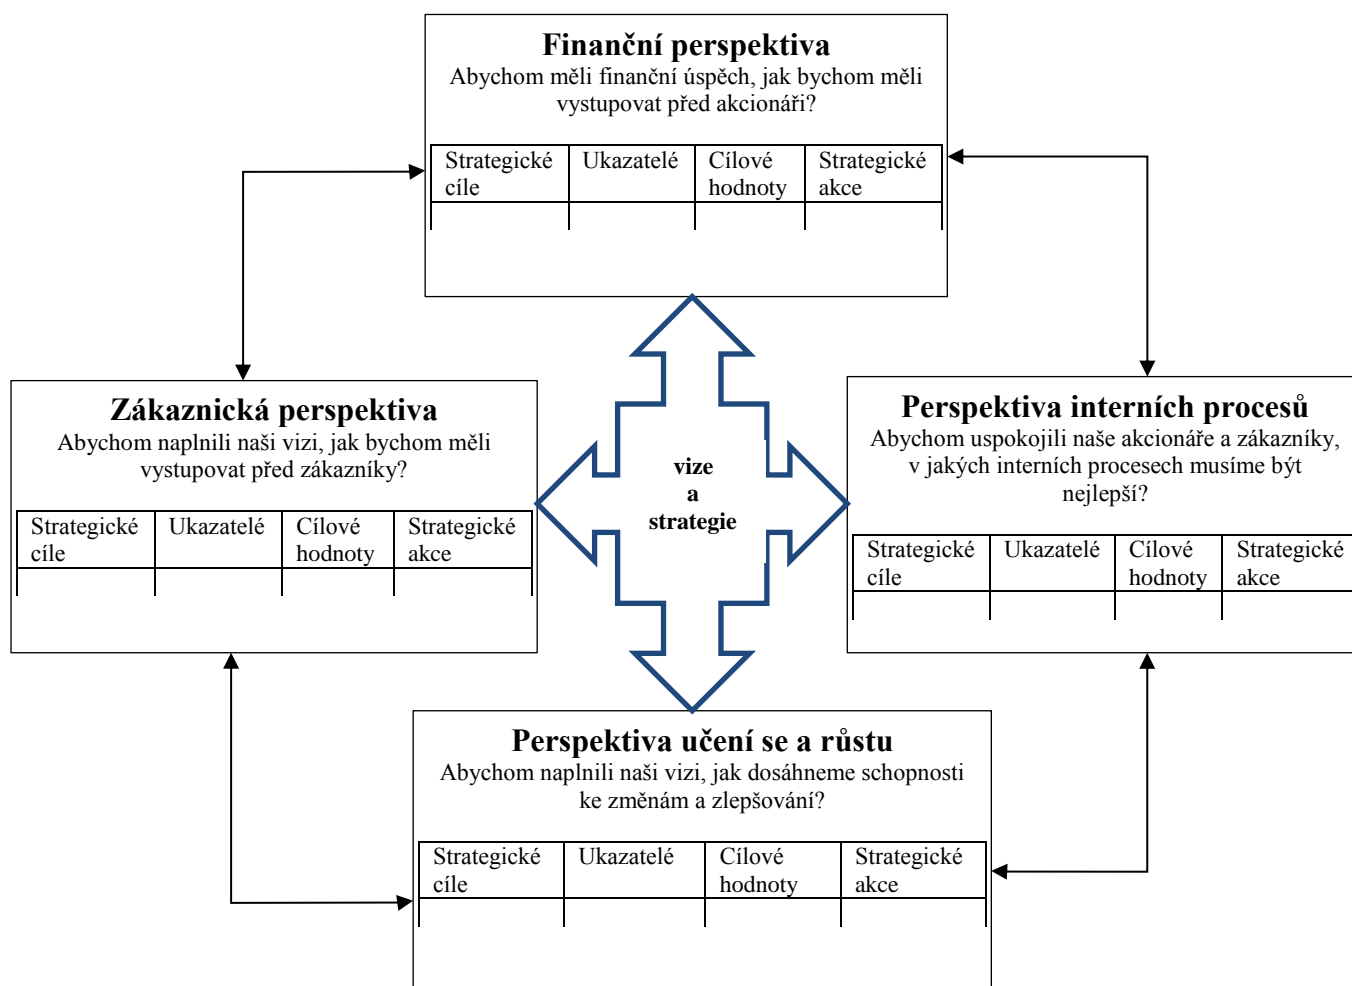 Finanční perspektiva
Abychom měli finanční úspěch, jak bychom měli
vystupovat před akcionáři?
Strategické cíle
Ukazatelé
Cílové hodnoty
Strategické akce
Zákaznická perspektiva
Abychom naplnili naši vizi, jak bychom měli
vystupovat před zákazníky?
Strategické cíle
Ukazatelé
Cílové hodnoty
Strategické akce
vize
a
strategie
Perspektiva interních procesů
Abychom uspokojili naše akcionáře a zákazníky,
v jakých interních procesech musíme být
nejlepší?
Strategické cíle
Ukazatelé
Cílové hodnoty
Strategické akce
Perspektiva učení se a růstu
Abychom naplnili naši vizi, jak dosáhneme schopnosti
ke změnám a zlepšování?
Strategické cíle
Ukazatelé
Cílové hodnoty
Strategické akce